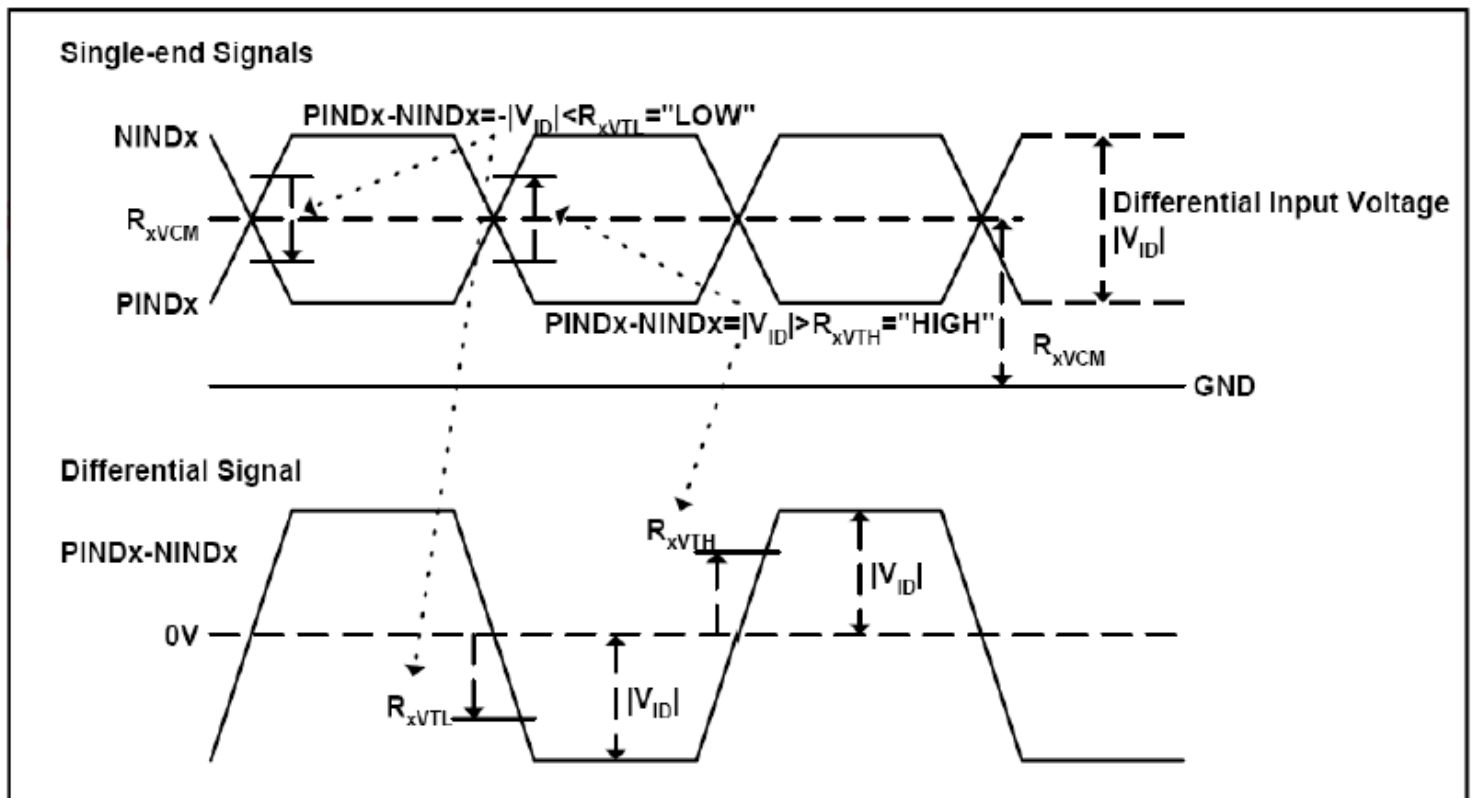 Single-end Signals
PINDx-NINDx=-|VID|<RxVTL="LOW"
NINDx
RxVCM
Differential Input Voltage
|VID|
PINDx
PINDx-NINDx=|VID|>RxVTH="HIGH"
RxVCM
GND
Differential Signal
PINDx-NINDx
RxVTH
|VID|
0V
RxVTL
|VID|